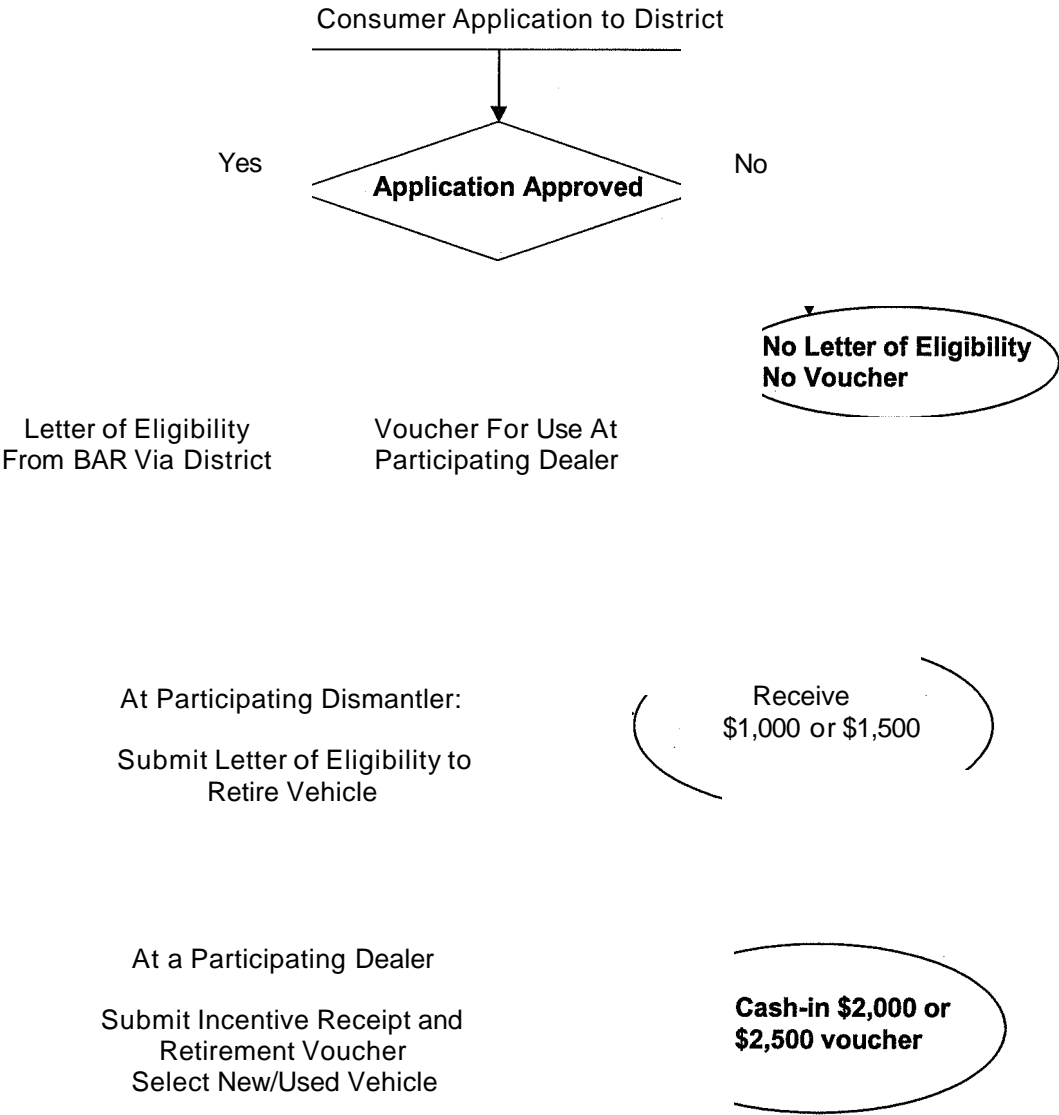 Consumer Application to District
Yes
Application Approved
No
No Letter of Eligibility
No Voucher
Letter of Eligibility
From BAR Via District
Voucher For Use At
Participating Dealer
At Participating Dismantler:
Submit Letter of Eligibility to
Retire Vehicle
Receive
$1,000 or $1,500
At a Participating Dealer
Submit Incentive Receipt and
Retirement Voucher
Select New/Used Vehicle
Cash-in $2,000 or
$2,500 voucher